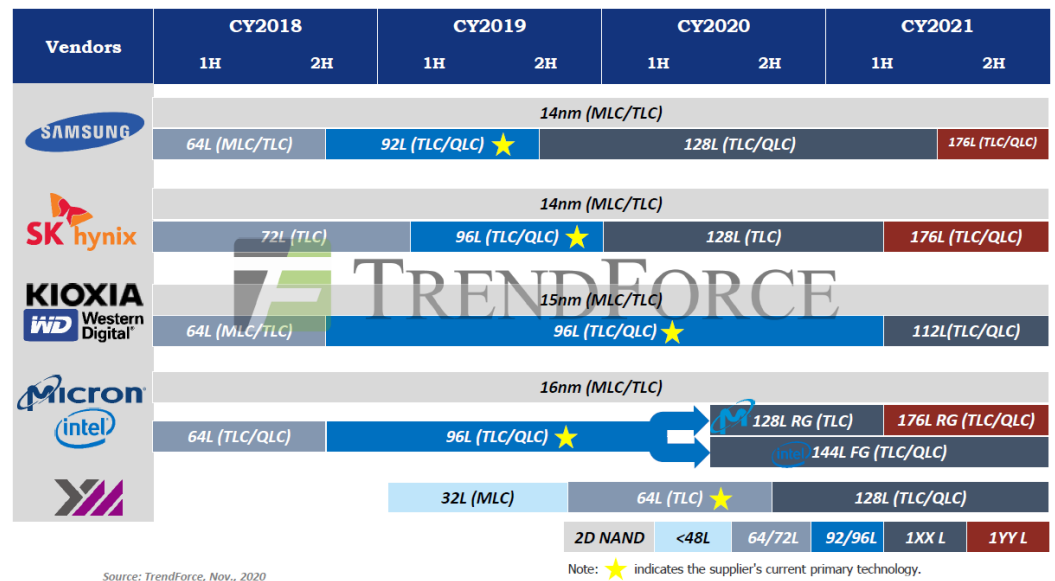 Vendors
CY2018 CY2019 CY2020 CY2021
1H 2H 1H 2H 1H 2H 1H 2H
SAMSUNG
14nm (MLC/TLC)
64L (MLC/TLC) 92L (TLC/QLC) 128L (TLC/QLC) 176L (TLC/QLC)
SK hynix
14nm (MLC/TLC)
72L (TLC) 96L (TLC/QLC) 128L (TLC) 176L (TLC/QLC)
TRENDFORCE
KIOXIA
WD Western Digital
15nm (MLC/TLC)
64L (MLC/TLC) 96L (TLC/QLC) 112L(TLC/QLC)
Micron
intel
16nm (MLC/TLC)
128L RG (TLC) 176L RG (TLC/QLC)
64L (TLC/QLC) 96L (TLC/QLC)
intel 144L FG (TLC/QLC)
32L (MLC) 64L (TLC) 128L (TLC/QLC)
2D NAND <48L 64/72L 92/96L 1XX L 1YY L
Note: indicates the supplier's current primary technology.
Source: TrendForce, Nov., 2020